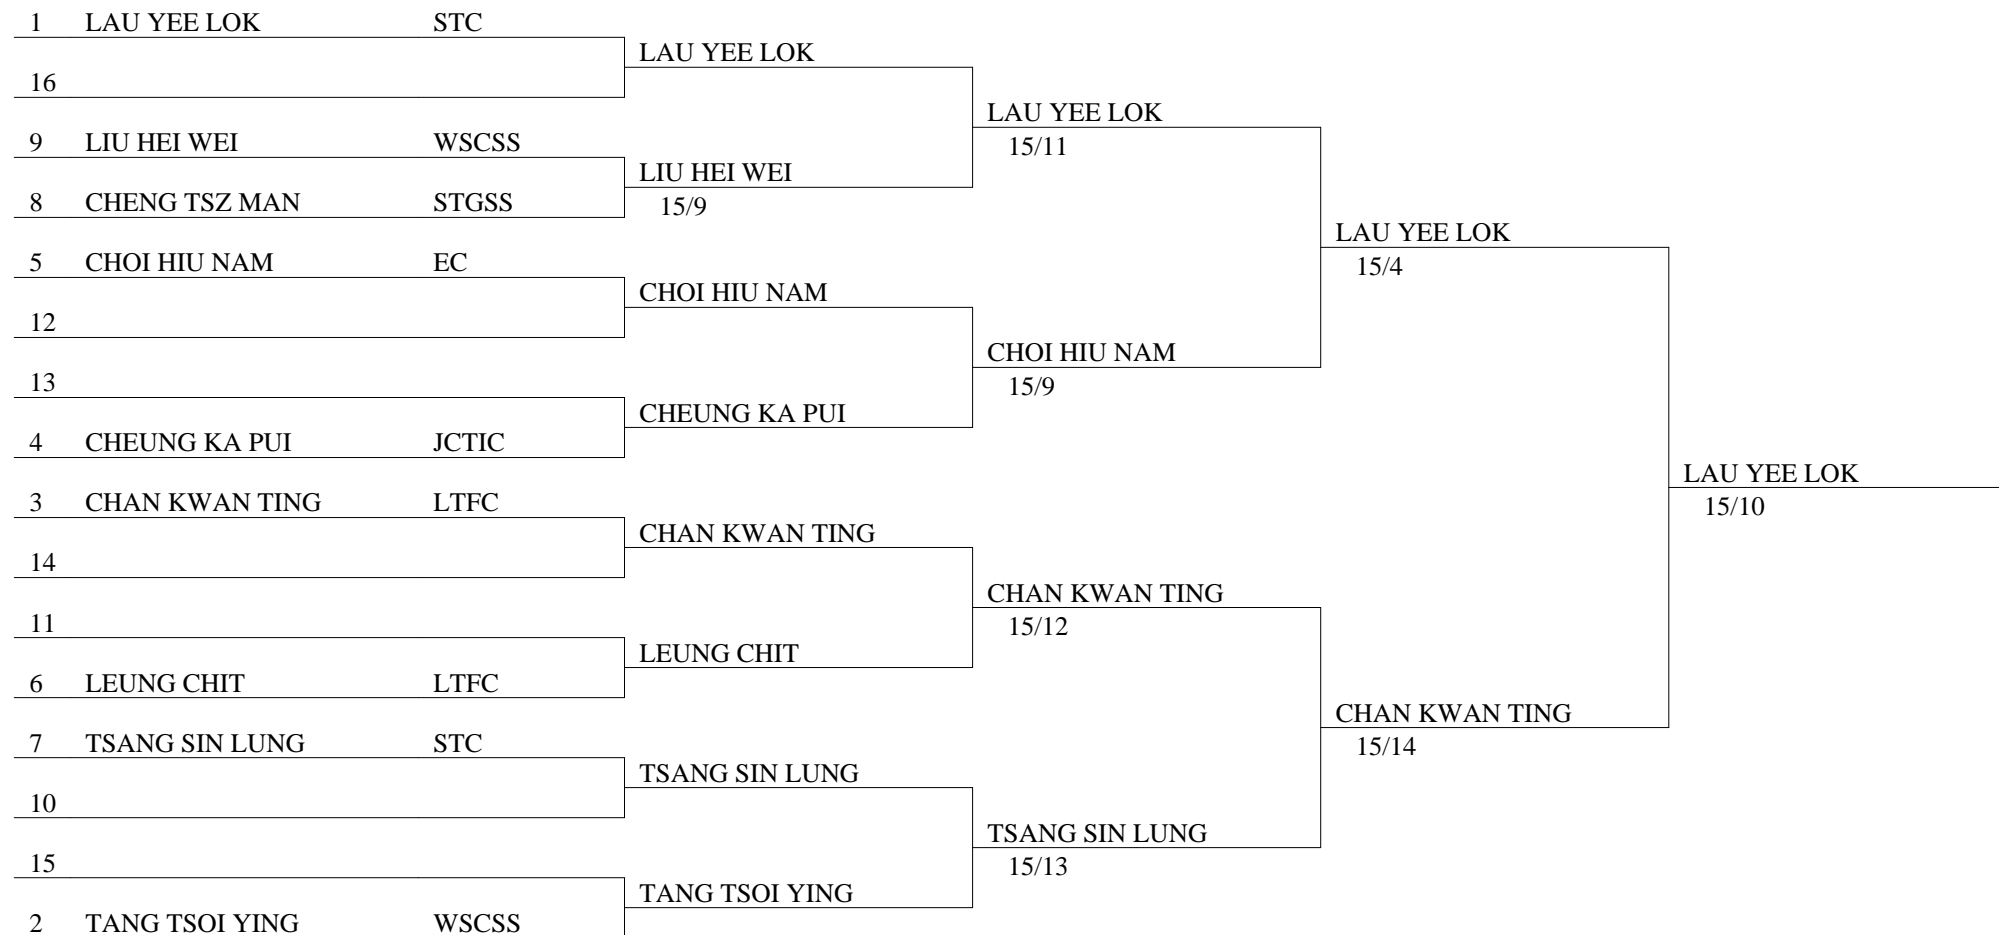 1 LAU YEE LOK STC
LAU YEE LOK
16
LAU YEE LOK
15/11
9 LIU HEI WEI WSCSS
LIU HEI WEI
15/9
8 CHENG TSZ MAN STGSS
LAU YEE LOK
15/4
5 CHOI HIU NAM EC
CHOI HIU NAM
12
CHOI HIU NAM
15/9
13
CHEUNG KA PUI
4 CHEUNG KA PUI JCTIC
LAU YEE LOK
15/10
3 CHAN KWAN TING LTFC
CHAN KWAN TING
14
CHAN KWAN TING
15/12
11
LEUNG CHIT
6 LEUNG CHIT LTFC
CHAN KWAN TING
15/14
7 TSANG SIN LUNG STC
TSANG SIN LUNG
10
TSANG SIN LUNG
15/13
15
TANG TSOI YING
2 TANG TSOI YING WSCSS